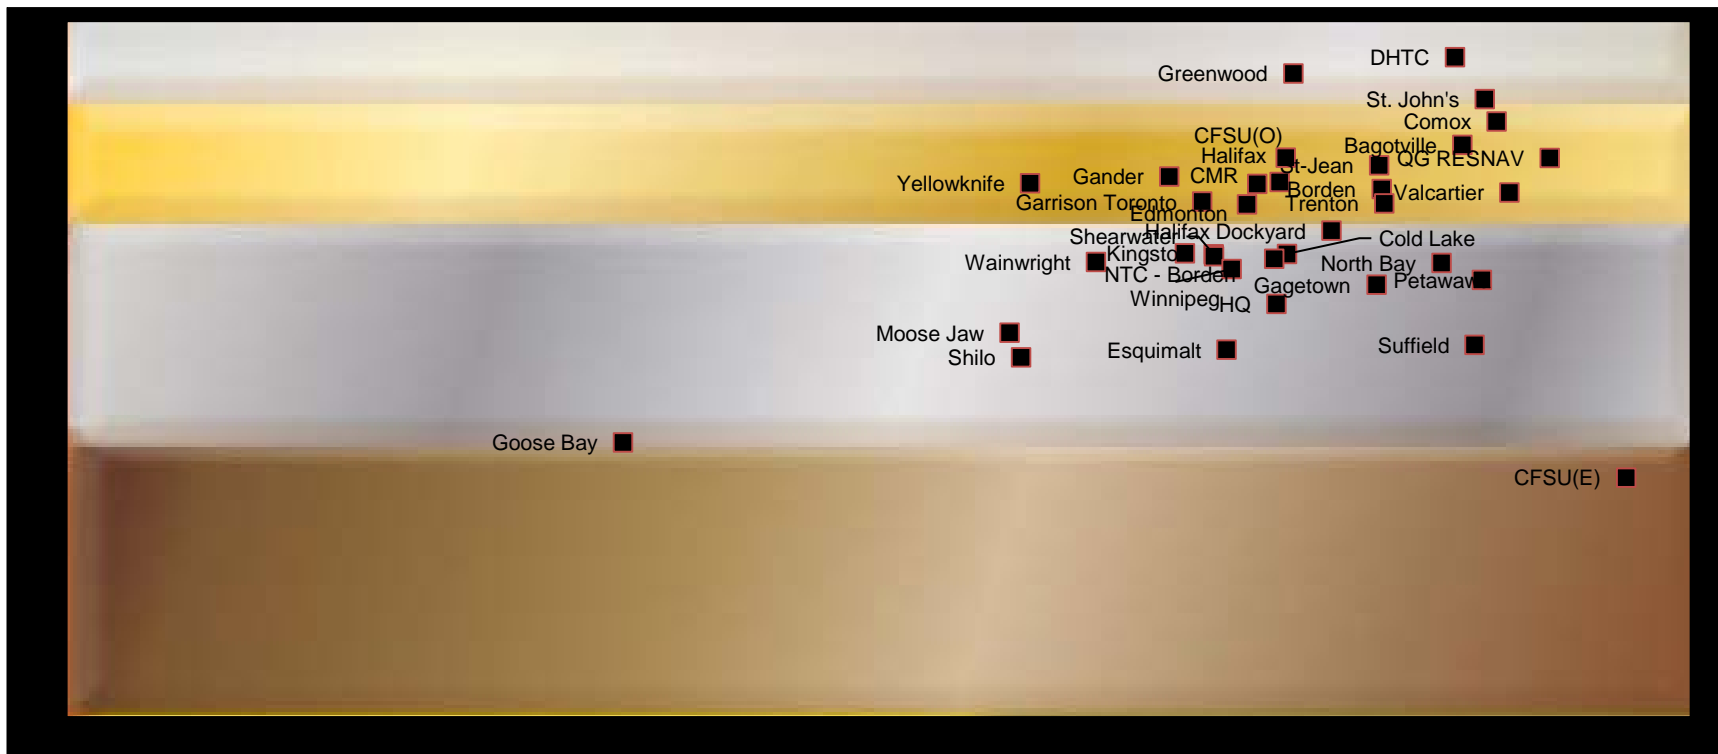 DHTC
Greenwood
St. John's
Comox
CFSU(O)
Bagotville
Halifax
QG RESNAV
St-Jean
Gander
CMR
Yellowknife
Borden
Valcartier
Garrison Toronto
Trenton
Edmonton
Halifax Dockyard
Shearwater
Cold Lake
Kingston
Wainwright
North Bay
NTC - Borden
Petawawa
Gagetown
Winnipeg
HQ
Moose Jaw
Suffield
Esquimalt
Shilo
Goose Bay
CFSU(E)